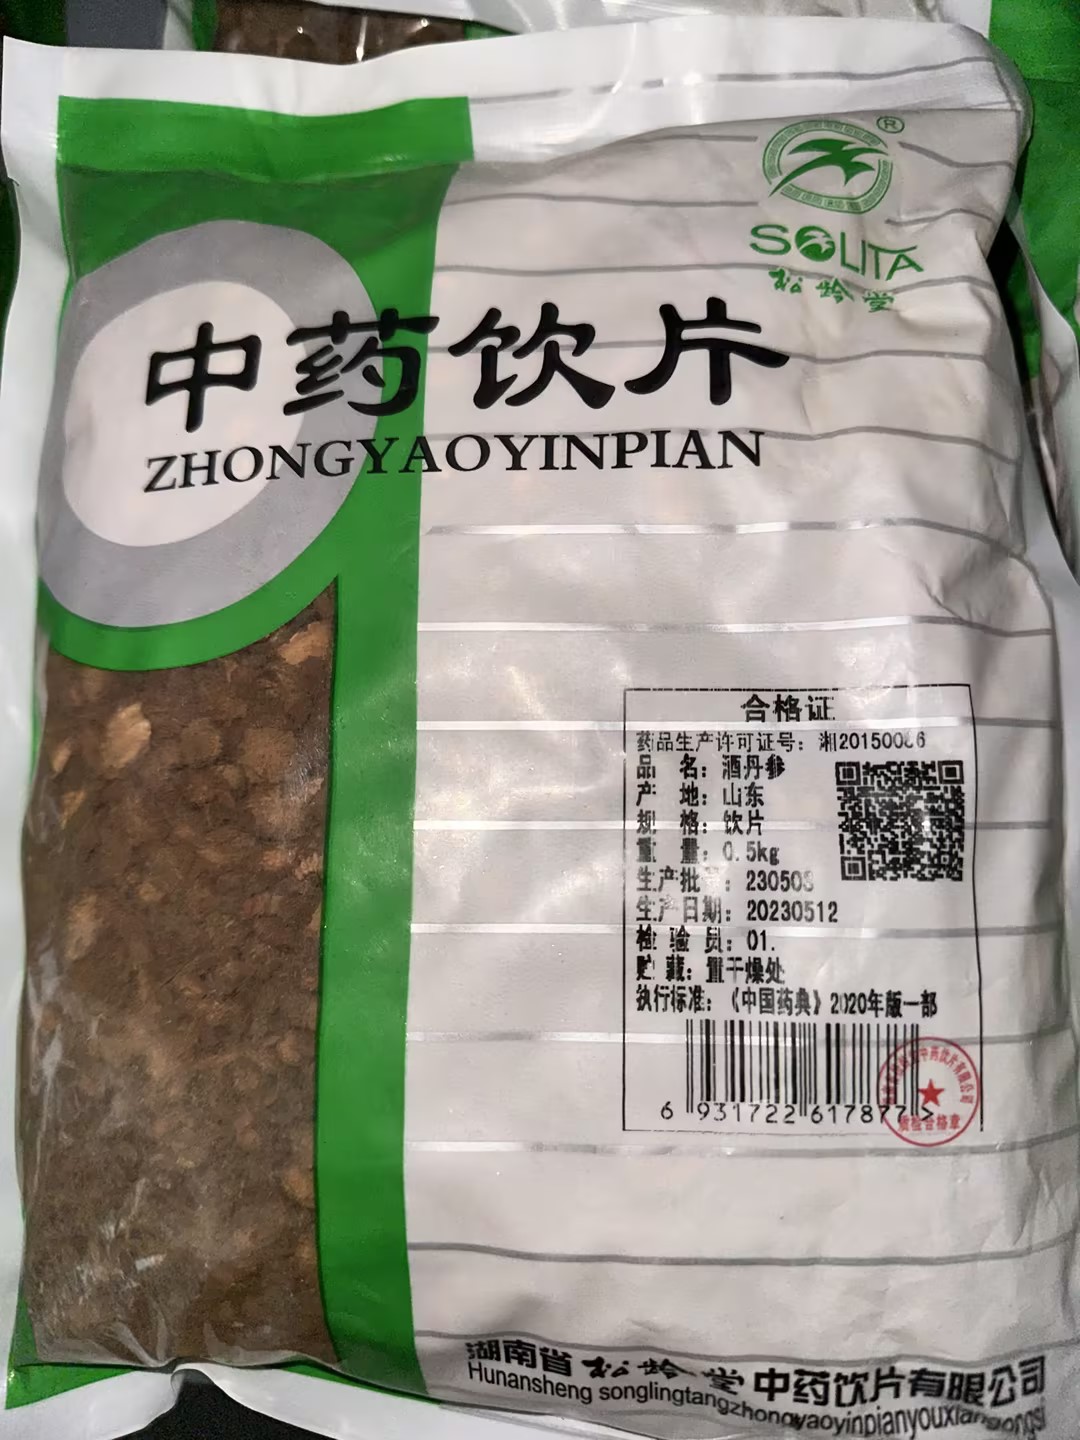 ®
SOLITA
松龄堂
中药饮片
ZHONGYAOYINPIAN
合格证
药品生产许可证号: 湘20150006
品 名: 酒丹参
产 地: 山东
规 格: 饮片
重 量: 0.5kg
生产批号: 230503
生产日期: 20230512
检 验 员: 01.
贮 藏: 置干燥处
执行标准: 《中国药典》2020年版一部
6 931722 617877 >
质检合格章
湖南省松龄堂中药饮片有限公司
Hunansheng songlingtangzhongyaoyinpianyouxiangongsi